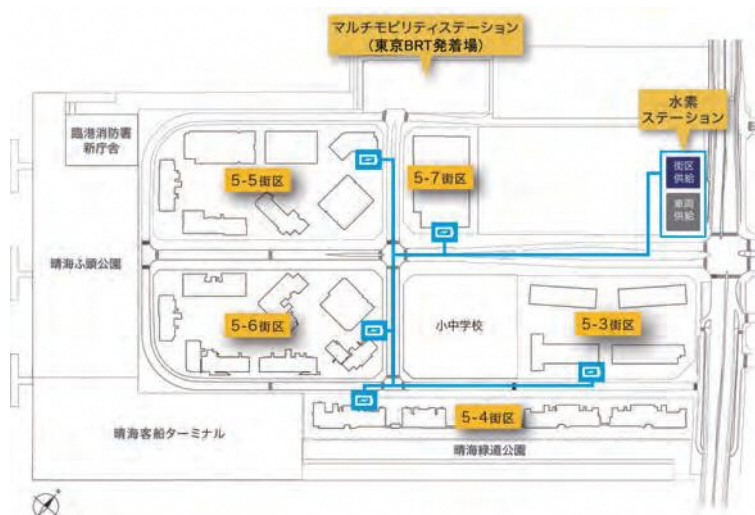 マルチモビリティステーション
（東京BRT発着場）
水素
ステーション
臨港消防署
新庁舎
5-5街区
5-7街区
街区
供給
車両
供給
晴海ふ頭公園
5-6街区
小中学校
5-3街区
5-4街区
晴海客船ターミナル
晴海緑道公園